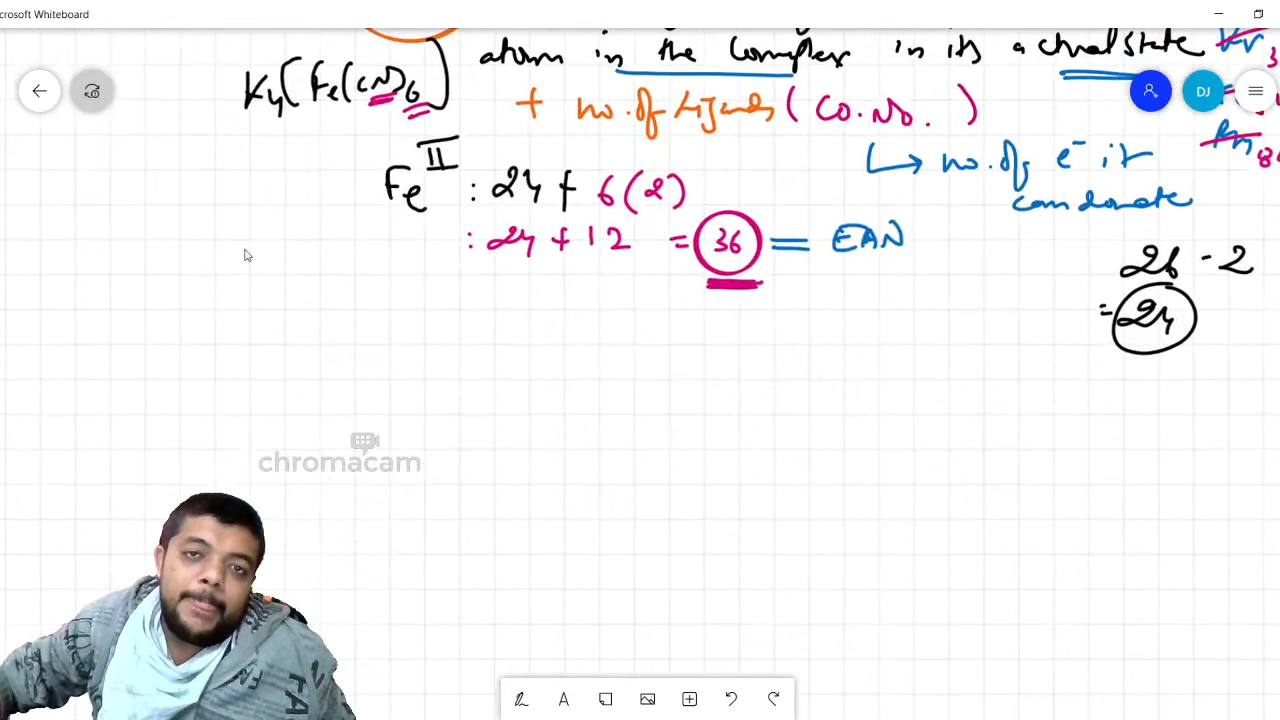 crosoft Whiteboard
atom in the complex in its actual State
K4[Fe(CN)6]
+ no. of Ligands (CO. No. )
DJ
↳ no. of e⁻ it
can donate
Fe^II : 24 + 6(2)
: 24 + 12 = 36 = EAN
26 - 2
= 24
chromacam